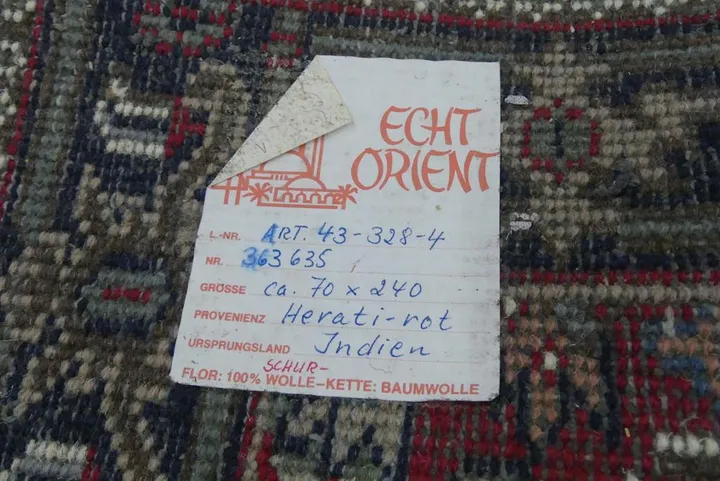 ECHT
ORIENT
L.-NR. ART. 43-328-4
NR. 363635
GRÖSSE ca. 70 x 240
PROVENIENZ Herati-rot
URSPRUNGSLAND Indien
SCHUR-
FLOR: 100% WOLLE-KETTE: BAUMWOLLE